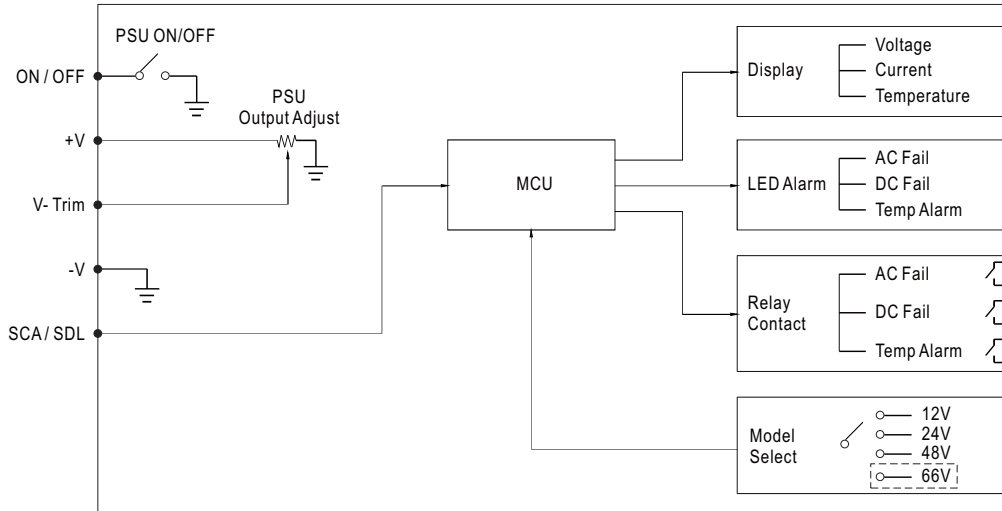 PSU ON/OFF
ON / OFF
PSU
Output Adjust
+V
V- Trim
-V
SCA / SDL
MCU
Display
Voltage
Current
Temperature
LED Alarm
AC Fail
DC Fail
Temp Alarm
Relay
Contact
AC Fail
DC Fail
Temp Alarm
Model
Select
12V
24V
48V
66V